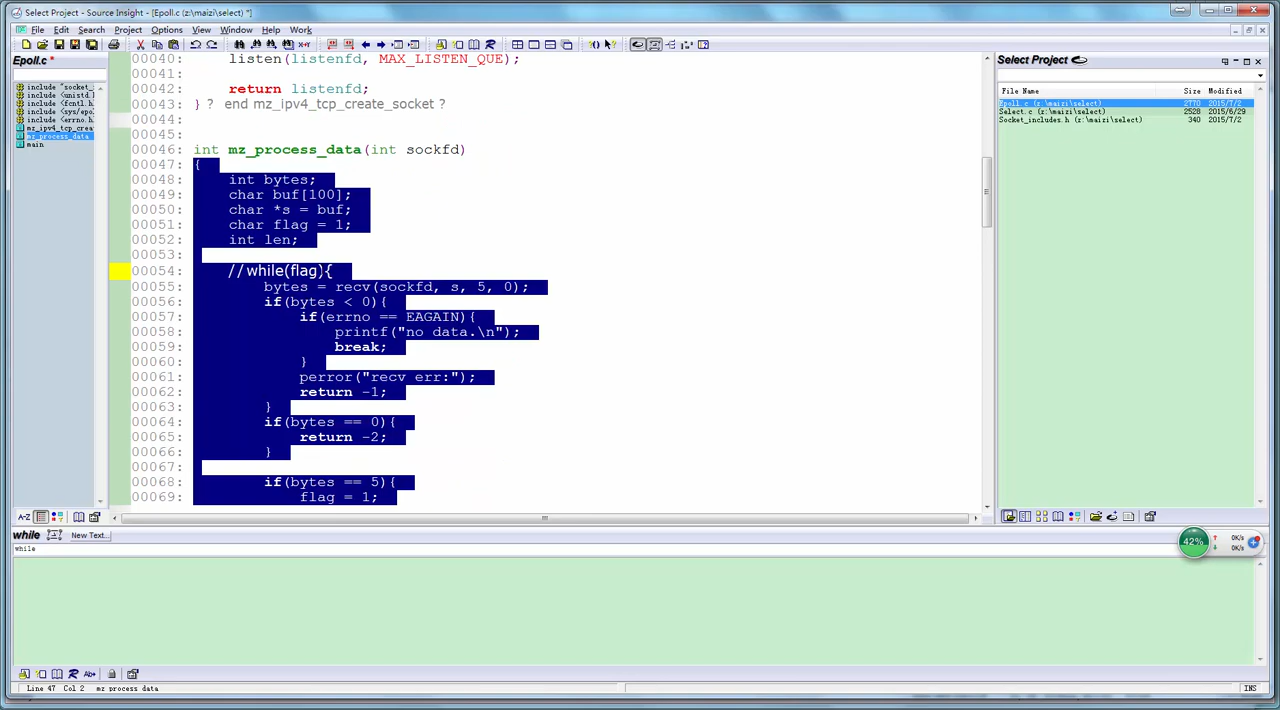 Select Project - Source Insight - [Epoll.c (z:\maizi\select) *]
File Edit Search Project Options View Window Help Work
Epoll.c *
include "socket_
include <unistd.
include <fcntl.h
include <sys/epo
include <errno.h
mz_ipv4_tcp_crea
mz_process_data
main
00040: listen(listenfd, MAX_LISTEN_QUE);
00041:
00042: return listenfd;
00043: } ? end mz_ipv4_tcp_create_socket ?
00044:
00045:
00046: int mz_process_data(int sockfd)
00047: {
00048: int bytes;
00049: char buf[100];
00050: char *s = buf;
00051: char flag = 1;
00052: int len;
00053:
00054: //while(flag){
00055: bytes = recv(sockfd, s, 5, 0);
00056: if(bytes < 0){
00057: if(errno == EAGAIN){
00058: printf("no data.\n");
00059: break;
00060: }
00061: perror("recv err:");
00062: return -1;
00063: }
00064: if(bytes == 0){
00065: return -2;
00066: }
00067:
00068: if(bytes == 5){
00069: flag = 1;
Select Project
File Name Size Modified
Epoll.c (z:\maizi\select) 2770 2015/7/2
Select.c (z:\maizi\select) 2528 2015/6/29
Socket_includes.h (z:\maizi\select) 340 2015/7/2
A-Z
while New Text...
while
42% 0K/s
0K/s
Line 47 Col 2 mz_process_data INS